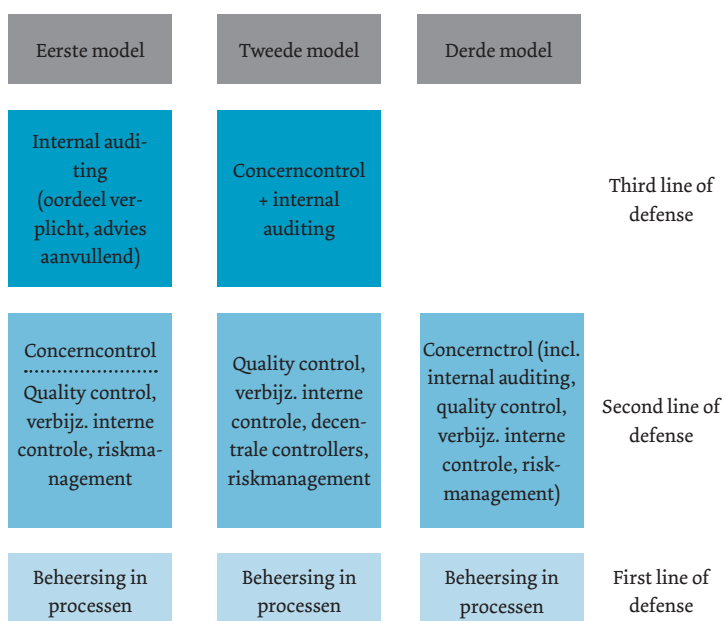 Eerste model
Tweede model
Derde model
Internal audi-
ting
(oordeel ver-
plicht, advies
aanvullend)
Concerncontrol
+ internal
auditing
Third line of
defense
Concerncontrol
Quality control,
verbijz. interne
controle, riskma-
nagement
Quality control,
verbijz. interne
controle, decen-
trale controllers,
riskmanagement
Concernctrol (incl.
internal auditing,
quality control,
verbijz. interne
controle, risk-
management)
Second line of
defense
Beheersing in
processen
Beheersing in
processen
Beheersing in
processen
First line of
defense